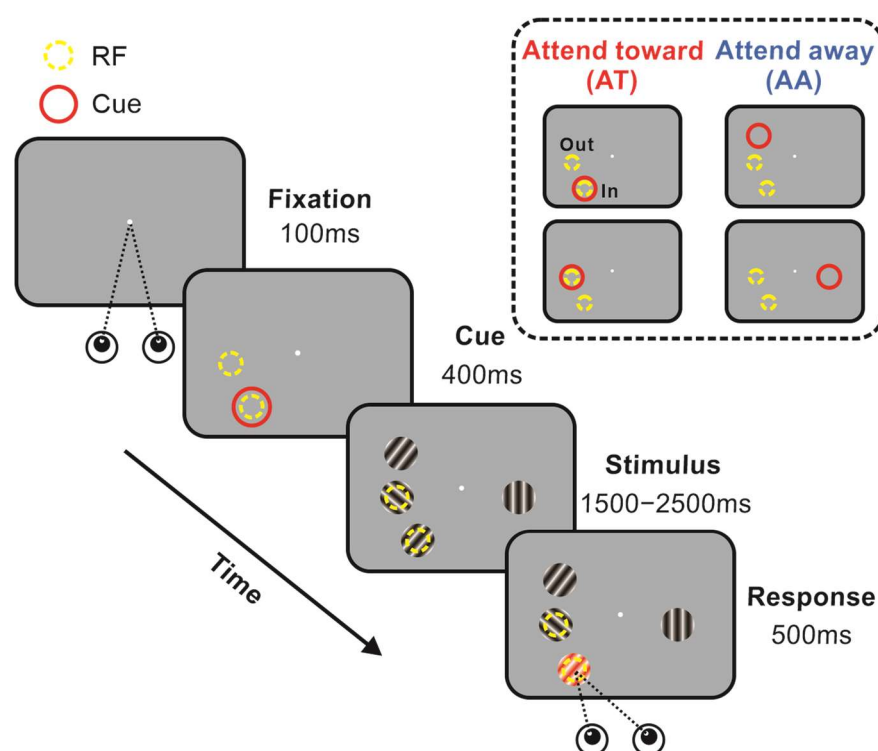 RF
Cue
Attend toward
(AT)
Attend away
(AA)
Out
In
Fixation
100ms
Cue
400ms
Stimulus
1500–2500ms
Response
500ms
Time